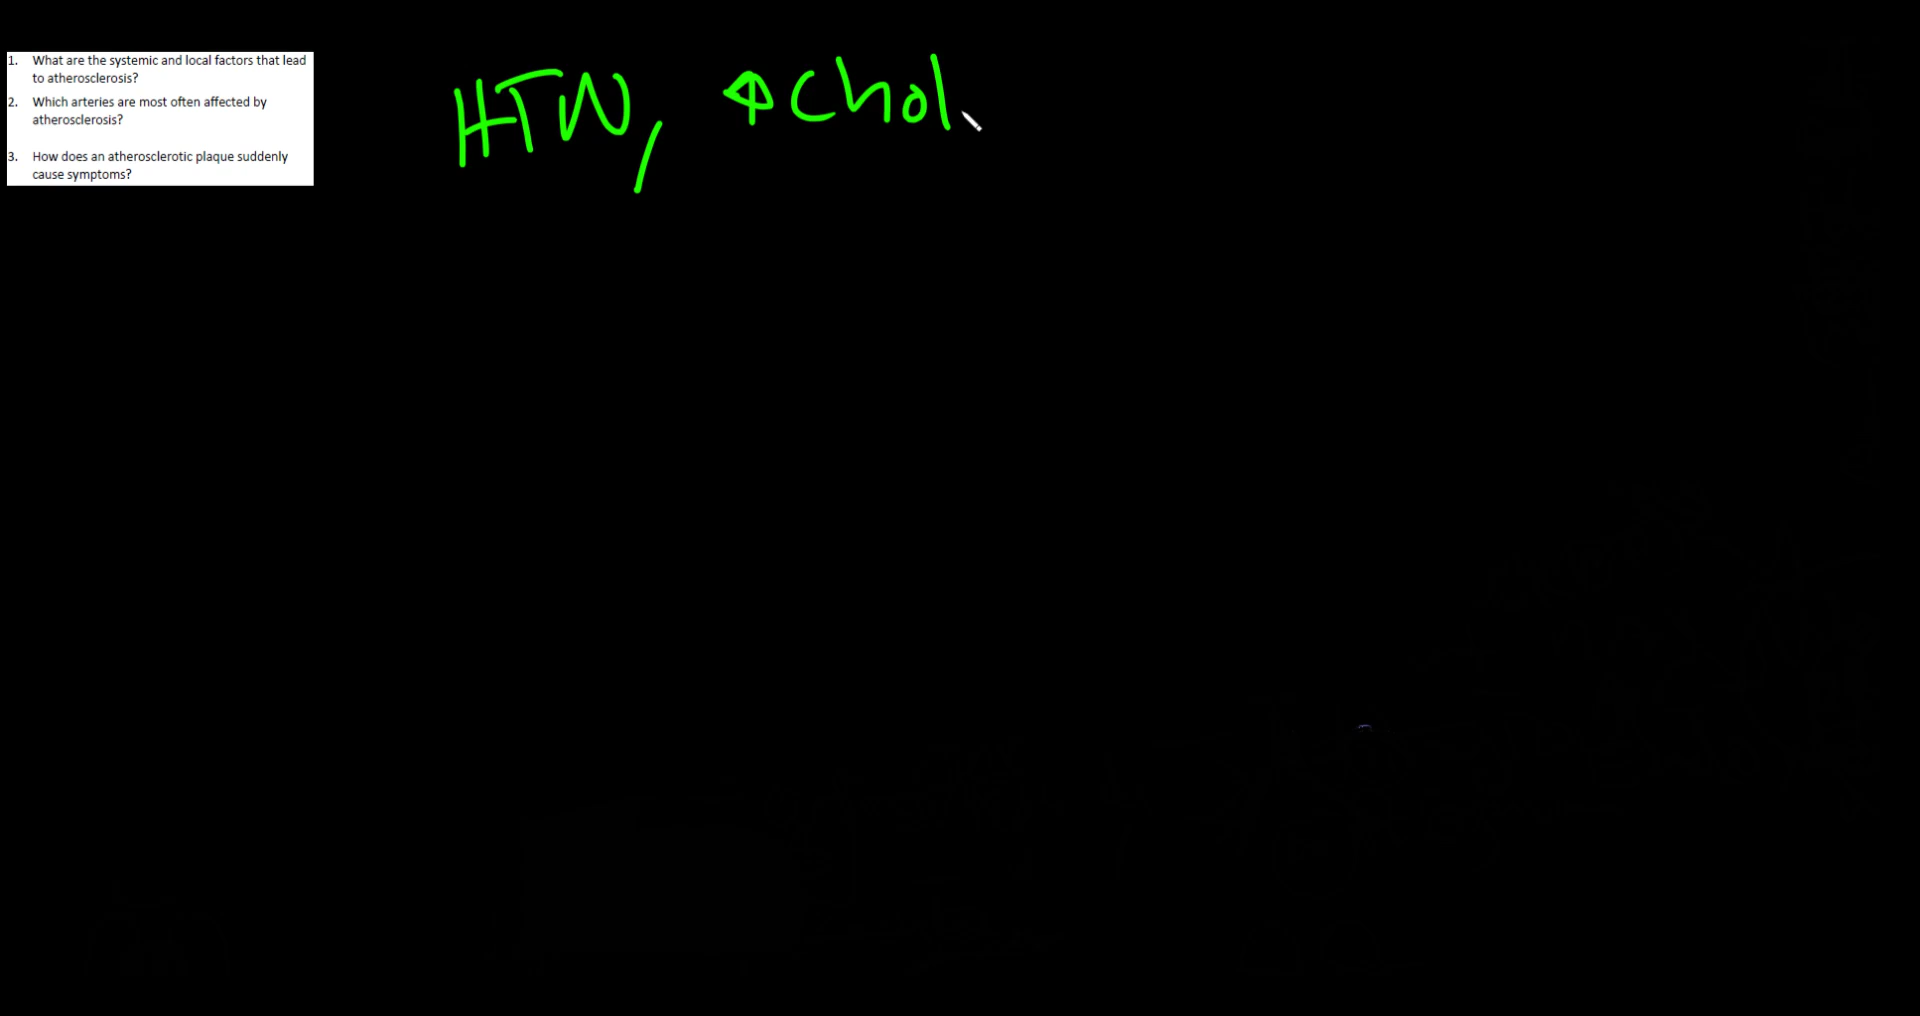 1. What are the systemic and local factors that lead
to atherosclerosis?
2. Which arteries are most often affected by
atherosclerosis?
3. How does an atherosclerotic plaque suddenly
cause symptoms?
HTN, ↑Chol